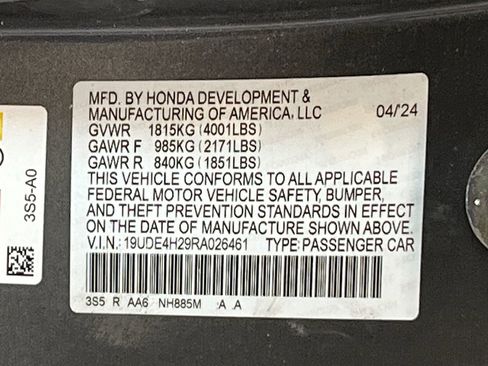 MFD. BY HONDA DEVELOPMENT &
MANUFACTURING OF AMERICA, LLC 04/'24
GVWR 1815KG (4001LBS)
GAWR F 985KG (2171LBS)
GAWR R 840KG (1851LBS)
THIS VEHICLE CONFORMS TO ALL APPLICABLE
FEDERAL MOTOR VEHICLE SAFETY, BUMPER,
AND THEFT PREVENTION STANDARDS IN EFFECT
ON THE DATE OF MANUFACTURE SHOWN ABOVE.
V.I.N.: 19UDE4H29RA026461 TYPE:PASSENGER CAR
3S5 R AA6 NH885M A A
3S5-A0